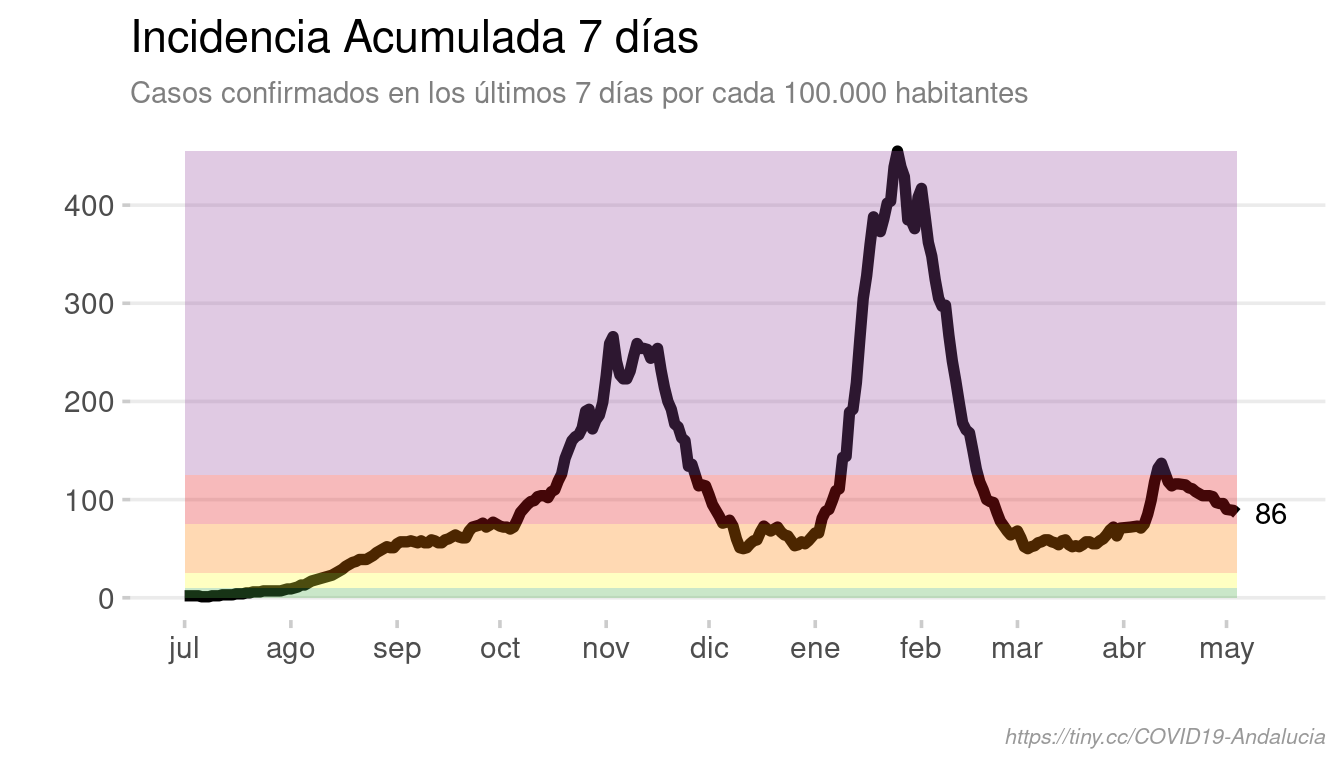 Incidencia Acumulada 7 días
Casos confirmados en los últimos 7 días por cada 100.000 habitantes
400
300
200
100
0
86
jul ago sep oct nov dic ene feb mar abr may
https://tiny.cc/COVID19-Andalucia